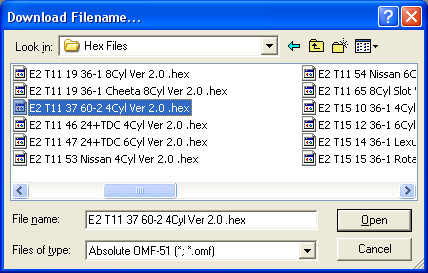 Download Filename...
Look in: Hex Files
E2 T11 19 36-1 8Cyl Ver 2.0 .hex
E2 T11 19 36-1 Cheeta 8Cyl Ver 2.0 .hex
E2 T11 37 60-2 4Cyl Ver 2.0 .hex
E2 T11 46 24+TDC 4Cyl Ver 2.0 .hex
E2 T11 47 24+TDC 6Cyl Ver 2.0 .hex
E2 T11 53 Nissan 4Cyl Ver 2.0 .hex
E2 T11 54 Nissan 6C
E2 T11 65 8Cyl Slot
E2 T15 10 36-1 4Cyl
E2 T15 12 36-1 6Cyl
E2 T15 14 36-1 Lexu
E2 T15 15 36-1 Rota
File name: E2 T11 37 60-2 4Cyl Ver 2.0 .hex
Open
Files of type: Absolute OMF-51 (*; *.omf)
Cancel